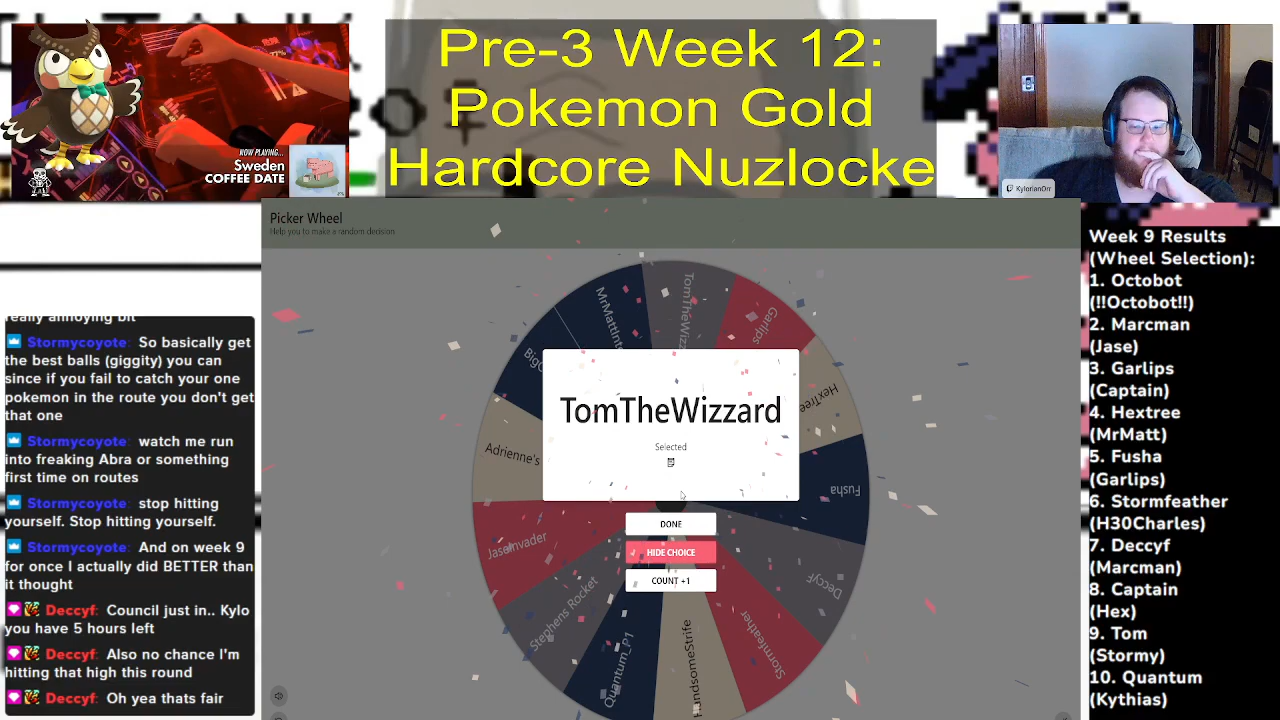 Pre-3 Week 12:
Pokemon Gold
Hardcore Nuzlocke
NOW PLAYING...
Sweden
COFFEE DATE
KylorianOrr
Picker Wheel
Help you to make a random decision
really annoying bit
Stormycoyote: So basically get
the best balls (giggity) you can
since if you fail to catch your one
pokemon in the route you don't get
that one
Stormycoyote: watch me run
into freaking Abra or something
first time on routes
Stormycoyote: stop hitting
yourself. Stop hitting yourself.
Stormycoyote: And on week 9
for once I actually did BETTER than
it thought
Deccyf: Council just in.. Kylo
you have 5 hours left
Deccyf: Also no chance I'm
hitting that high this round
Deccyf: Oh yea thats fair
MrMattInt
TomTheWizz
Garlips
HexTree
Fusha
Deccyf
Stormfeather
HandsomeStrife
Quantum_P1
Stephens Rocket
JaseInvader
Adrienne's
TomTheWizzard
Selected
DONE
HIDE CHOICE
COUNT +1
Week 9 Results
(Wheel Selection):
1. Octobot
(!!Octobot!!)
2. Marcman
(Jase)
3. Garlips
(Captain)
4. Hextree
(MrMatt)
5. Fusha
(Garlips)
6. Stormfeather
(H30Charles)
7. Deccyf
(Marcman)
8. Captain
(Hex)
9. Tom
(Stormy)
10. Quantum
(Kythias)